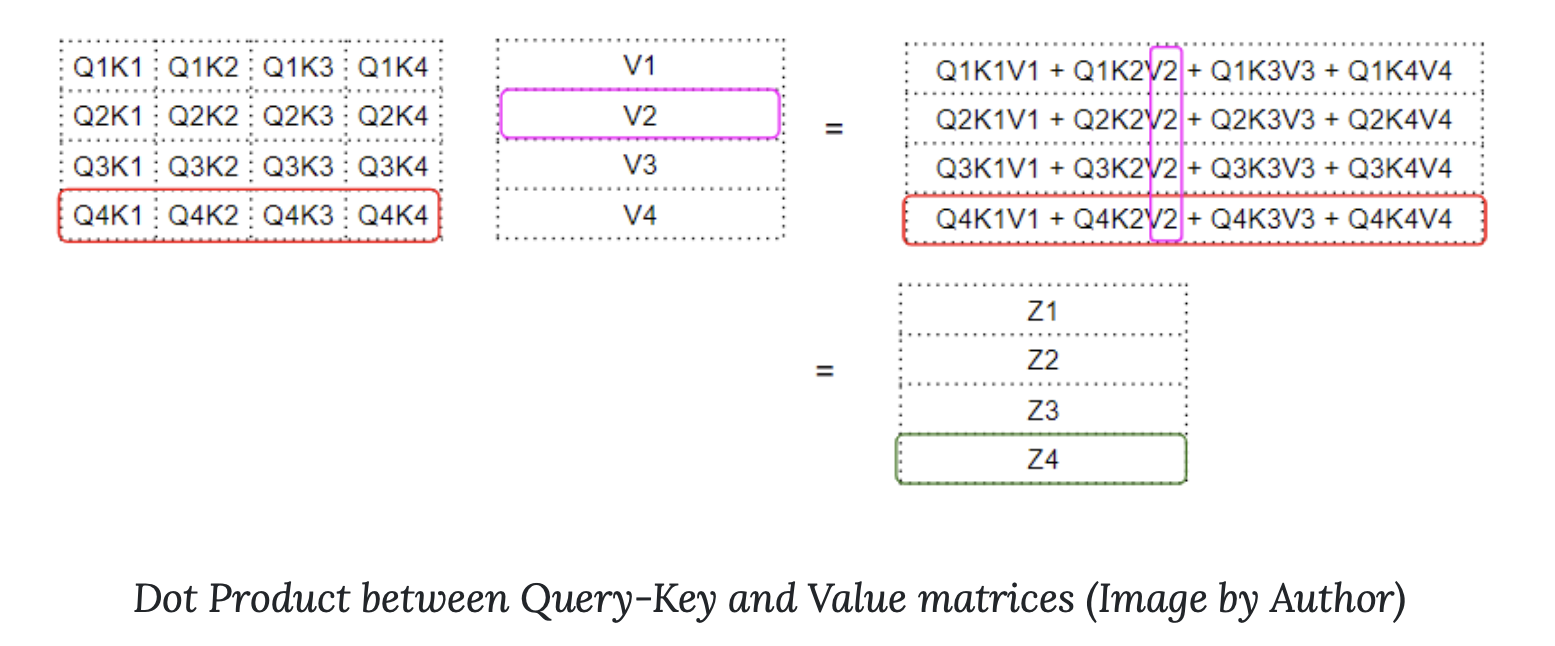 Q1K1 Q1K2 Q1K3 Q1K4
Q2K1 Q2K2 Q2K3 Q2K4
Q3K1 Q3K2 Q3K3 Q3K4
Q4K1 Q4K2 Q4K3 Q4K4
V1
V2
V3
V4
=
Q1K1V1 + Q1K2V2 + Q1K3V3 + Q1K4V4
Q2K1V1 + Q2K2V2 + Q2K3V3 + Q2K4V4
Q3K1V1 + Q3K2V2 + Q3K3V3 + Q3K4V4
Q4K1V1 + Q4K2V2 + Q4K3V3 + Q4K4V4
=
Z1
Z2
Z3
Z4
Dot Product between Query-Key and Value matrices (Image by Author)